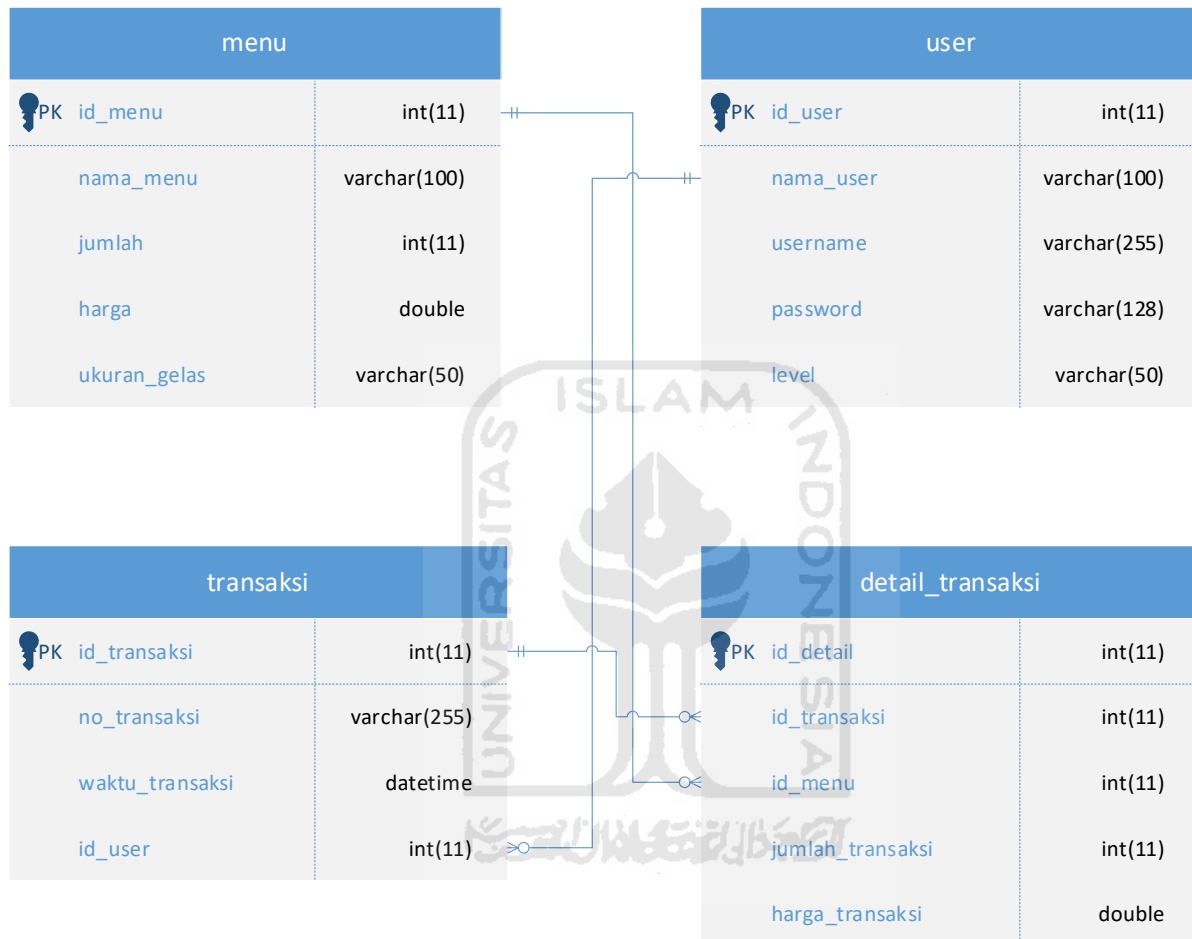 menu
PK id_menu int(11)
nama_menu varchar(100)
jumlah int(11)
harga double
ukuran_gelas varchar(50)
user
PK id_user int(11)
nama_user varchar(100)
username varchar(255)
password varchar(128)
level varchar(50)
UNIVERSITAS ISLAM INDONESIA
transaksi
PK id_transaksi int(11)
no_transaksi varchar(255)
waktu_transaksi datetime
id_user int(11)
detail_transaksi
PK id_detail int(11)
id_transaksi int(11)
id_menu int(11)
jumlah_transaksi int(11)
harga_transaksi double